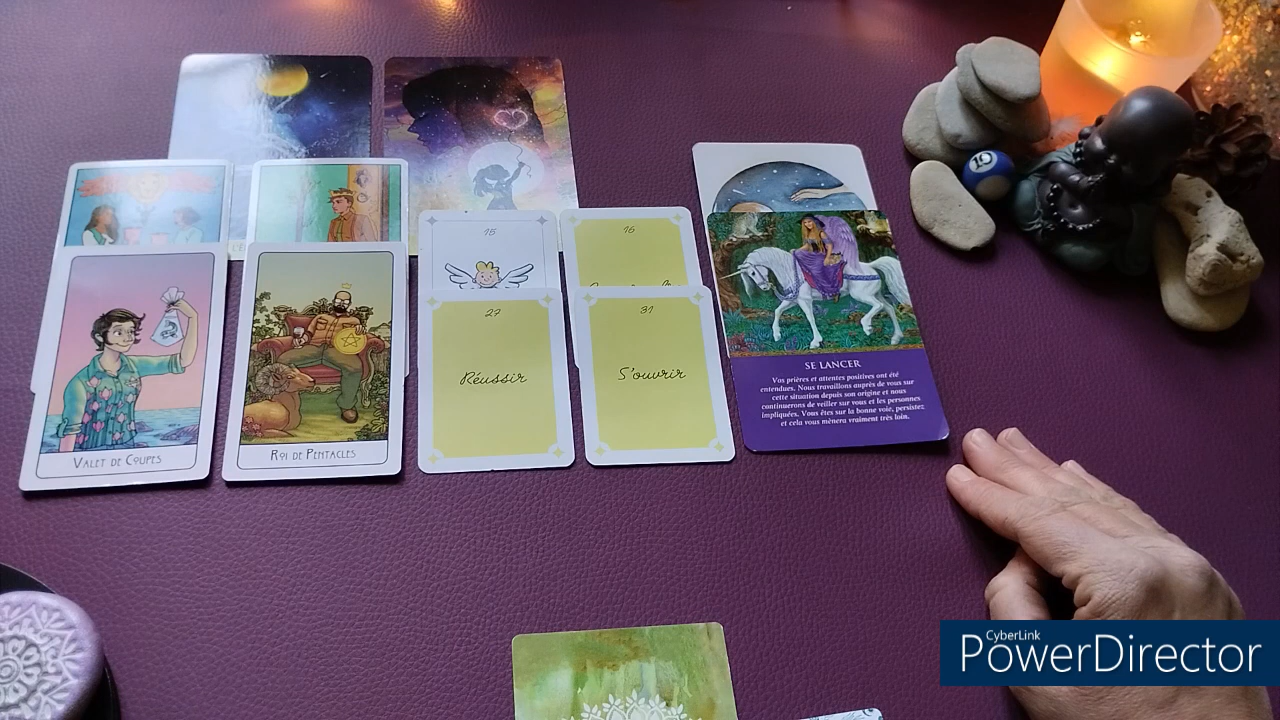 15
16
27
Réussir
31
S'ouvrir
VALET DE COUPES
ROI DE PENTACLES
SE LANCER
Vos prières et attentes positives ont été
entendues. Nous travaillons auprès de vous sur
cette situation depuis son origine et nous
continuerons de veiller sur vous et les personnes
impliquées. Vous êtes sur la bonne voie, persistez
et cela vous mènera vraiment très loin.
10
CyberLink
PowerDirector